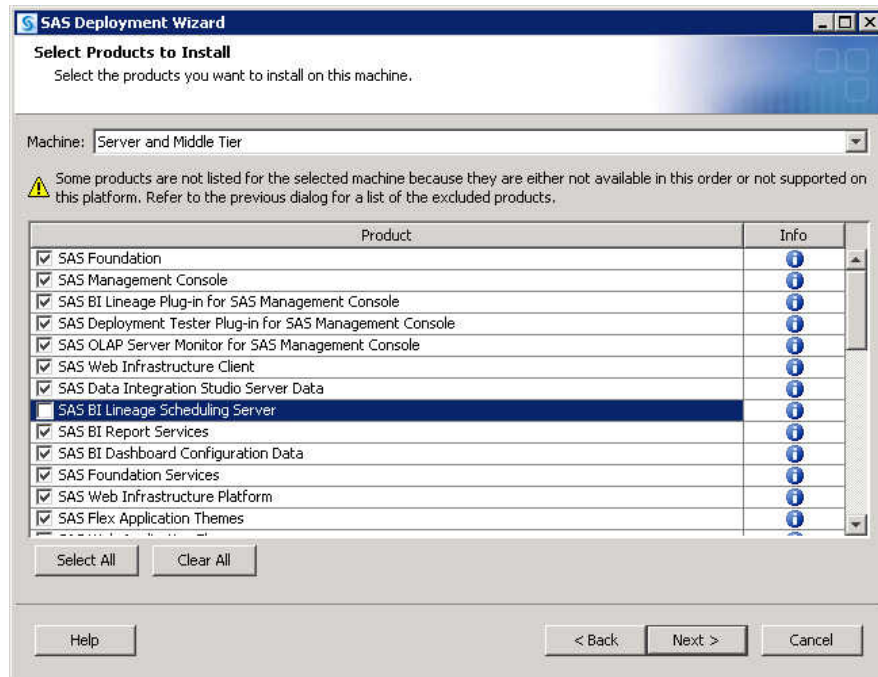 SAS Deployment Wizard
Select Products to Install
Select the products you want to install on this machine.
Machine: Server and Middle Tier
Some products are not listed for the selected machine because they are either not available in this order or not supported on
this platform. Refer to the previous dialog for a list of the excluded products.
Product Info
SAS Foundation
SAS Management Console
SAS BI Lineage Plug-in for SAS Management Console
SAS Deployment Tester Plug-in for SAS Management Console
SAS OLAP Server Monitor for SAS Management Console
SAS Web Infrastructure Client
SAS Data Integration Studio Server Data
SAS BI Lineage Scheduling Server
SAS BI Report Services
SAS BI Dashboard Configuration Data
SAS Foundation Services
SAS Web Infrastructure Platform
SAS Flex Application Themes
Select All Clear All
Help < Back Next > Cancel